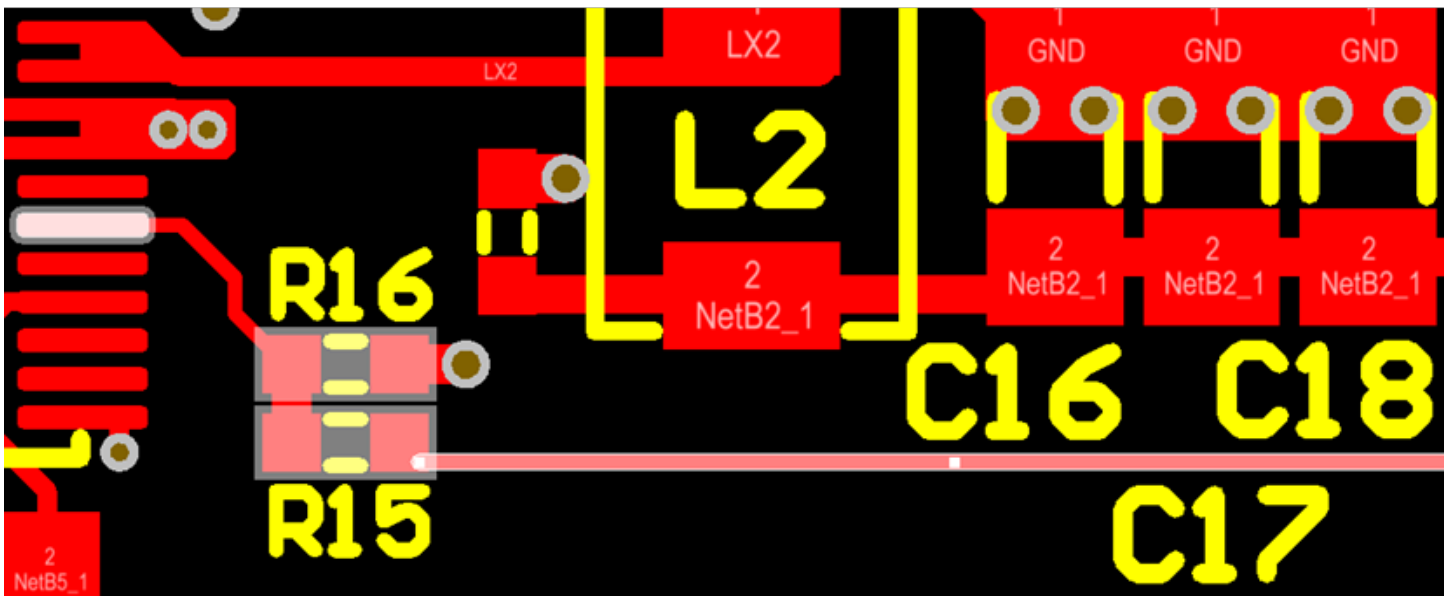 1
LX2
LX2
1
GND
1
GND
1
GND
L2
R16
2
NetB2_1
2
NetB2_1
2
NetB2_1
2
NetB2_1
C16
C18
R15
C17
2
NetB5_1